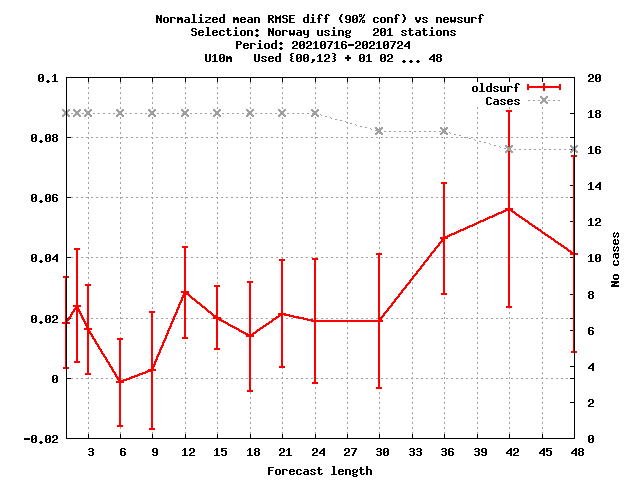 Normalized mean RMSE diff (90% conf) vs newsurf
Selection: Norway using   201 stations
Period: 20210716-20210724
U10m   Used {00,12} + 01 02 ... 48
0.1
0.08
0.06
0.04
0.02
0
-0.02
20
18
16
14
12
10
8
6
4
2
0
No cases
oldsurf
Cases
3 6 9 12 15 18 21 24 27 30 33 36 39 42 45 48
Forecast length